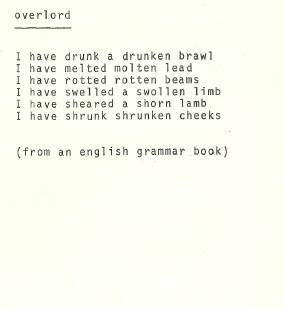 overlord
I have drunk a drunken brawl
I have melted molten lead
I have rotted rotten beams
I have swelled a swollen limb
I have sheared a shorn lamb
I have shrunk shrunken cheeks
(from an english grammar book)